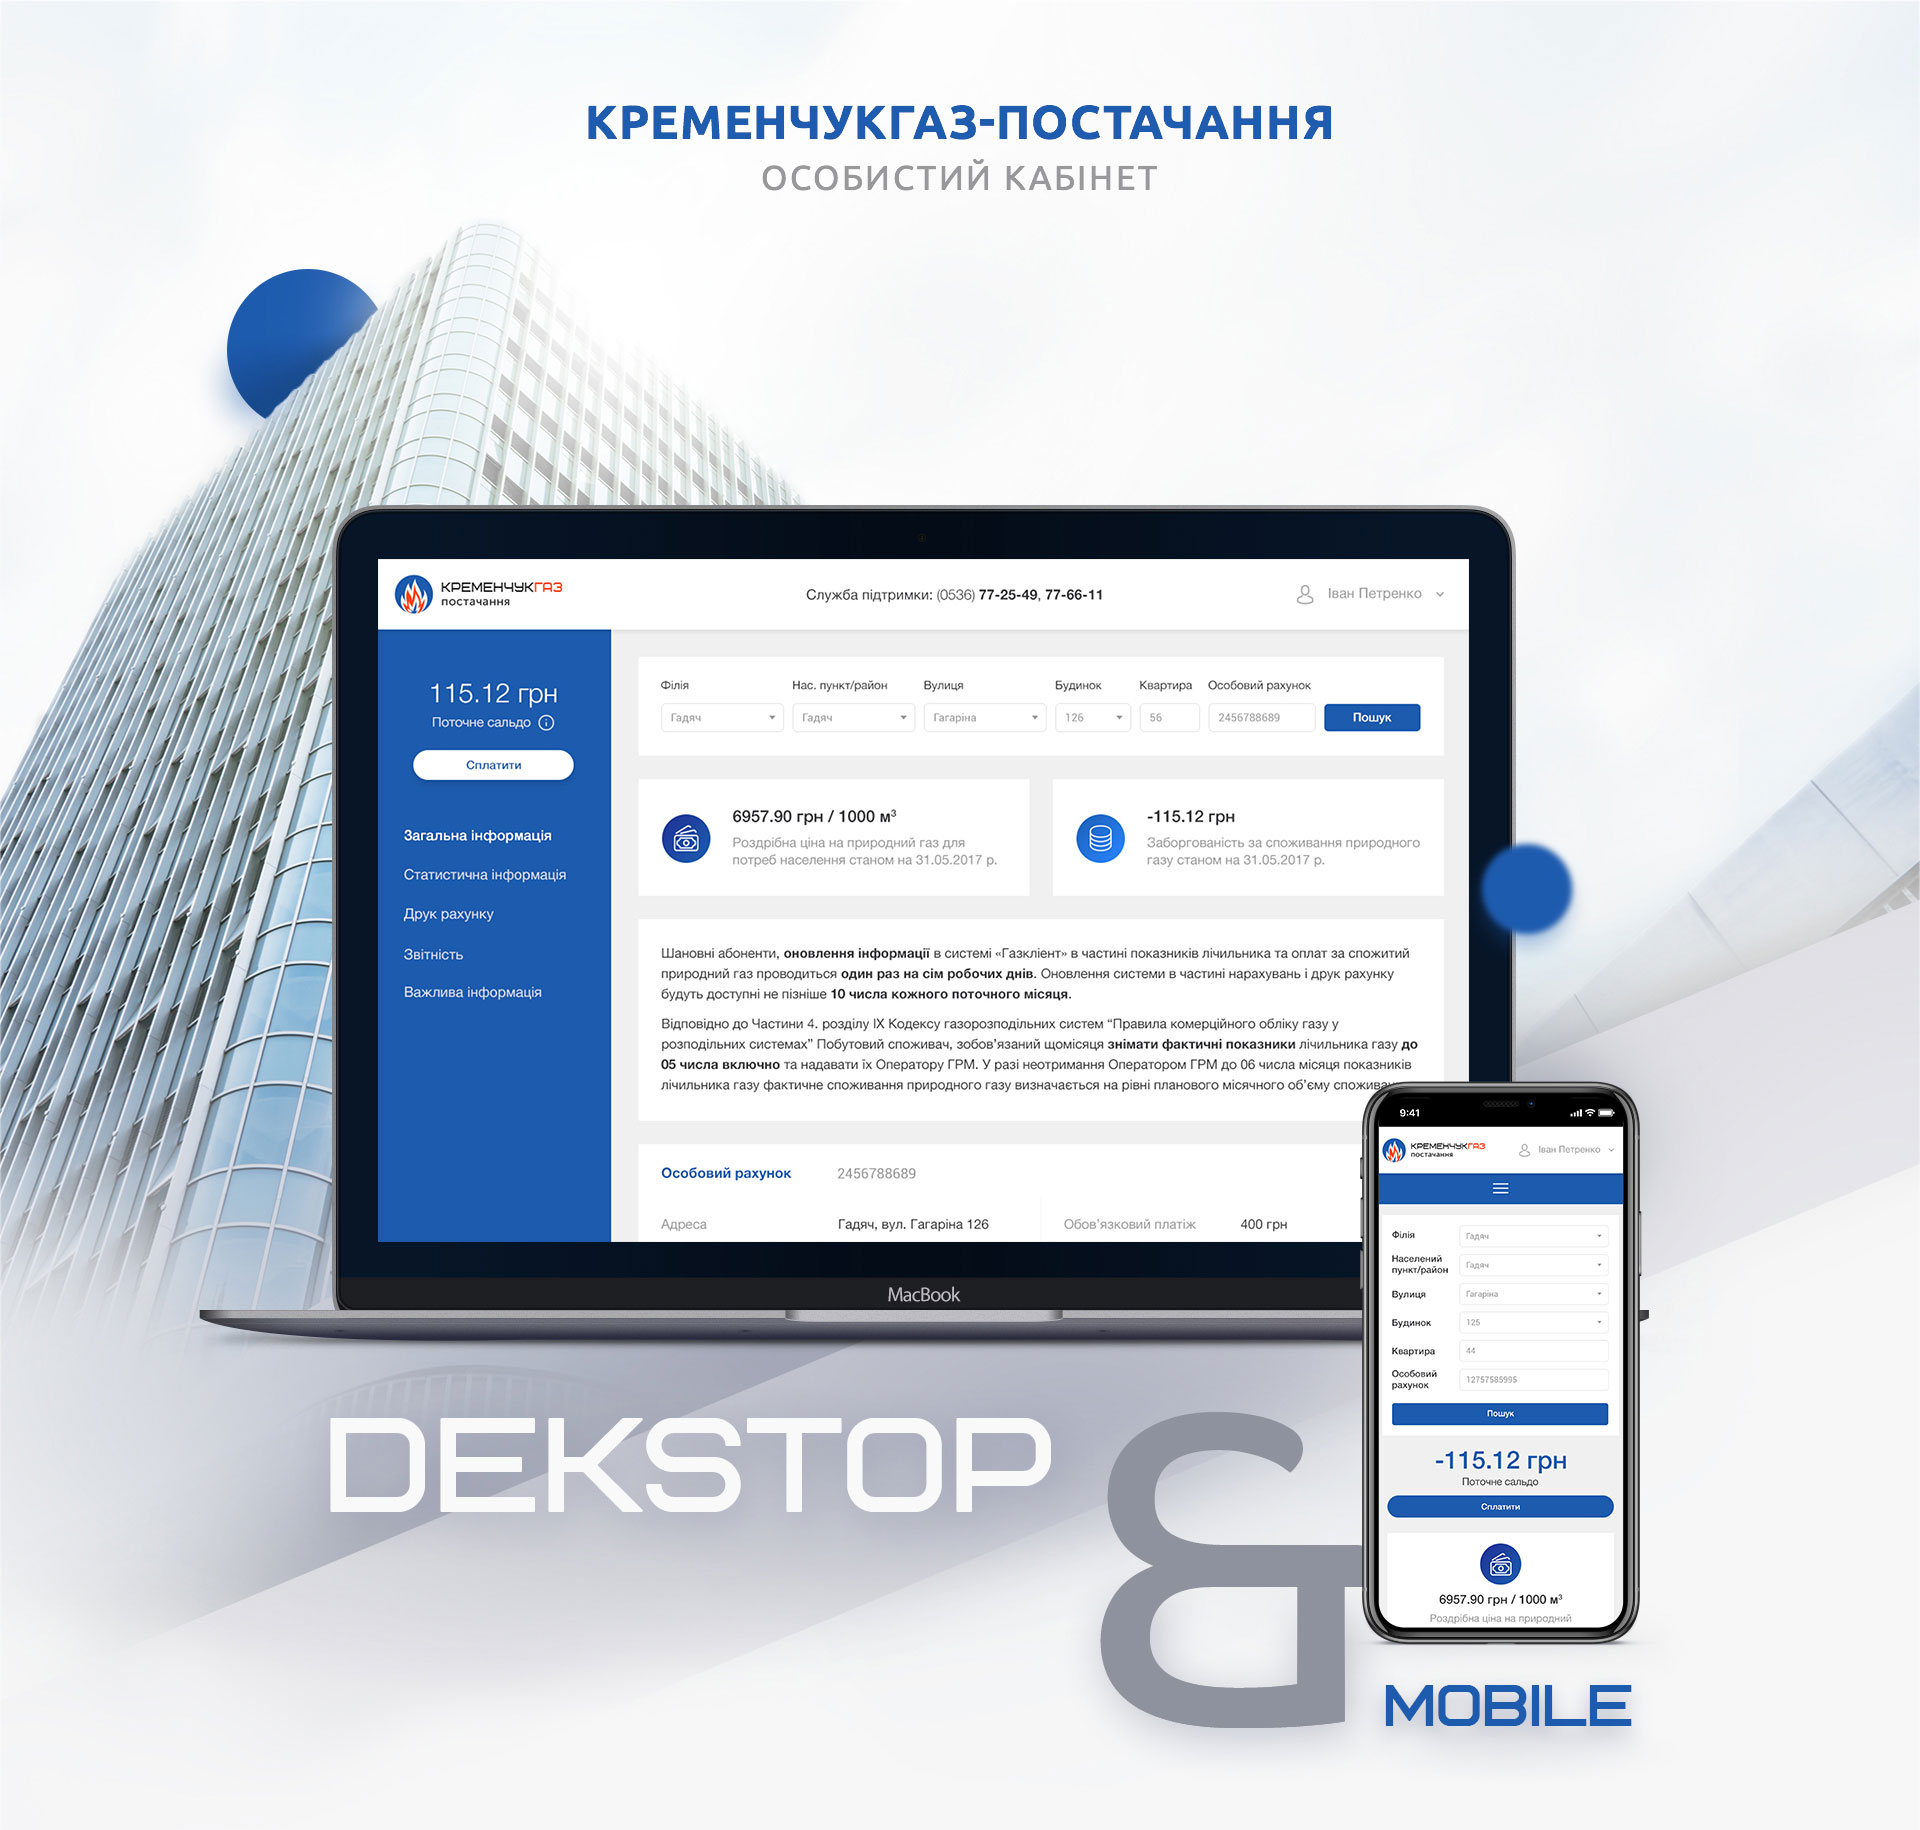 КРЕМЕНЧУКГАЗ-ПОСТАЧАННЯ
ОСОБИСТИЙ КАБІНЕТ
КРЕМЕНЧУКГАЗ
постачання
Служба підтримки: (0536) 77-25-49, 77-66-11
Іван Петренко
115.12 грн
Поточне сальдо
Сплатити
Загальна інформація
Статистична інформація
Друк рахунку
Звітність
Важлива інформація
Філія
Нас. пункт/район
Вулиця
Будинок
Квартира
Особовий рахунок
Гадяч
Гадяч
Гагаріна
126
56
2456788689
Пошук
6957.90 грн / 1000 м³
Роздрібна ціна на природний газ для
потреб населення станом на 31.05.2017 р.
-115.12 грн
Заборгованість за споживання природного
газу станом на 31.05.2017 р.
Шановні абоненти, оновлення інформації в системі «Газклієнт» в частині показників лічильника та оплат за спожитий
природний газ проводиться один раз на сім робочих днів. Оновлення системи в частині нарахувань і друк рахунку
будуть доступні не пізніше 10 числа кожного поточного місяця.
Відповідно до Частини 4. розділу IX Кодексу газорозподільних систем “Правила комерційного обліку газу у
розподільних системах” Побутовий споживач, зобов’язаний щомісяця знімати фактичні показники лічильника газу до
05 числа включно та надавати їх Оператору ГРМ. У разі неотримання Оператором ГРМ до 06 числа місяця показників
лічильника газу фактичне споживання природного газу визначається на рівні планового місячного об’єму
Особовий рахунок
2456788689
Адреса
Гадяч, вул. Гагаріна 126
Обов’язковий платіж
400 грн
MacBook
9:41
КРЕМЕНЧУКГАЗ
постачання
Іван Петренко
Філія
Гадяч
Населений
пункт/район
Гадяч
Вулиця
Гагаріна
Будинок
125
Квартира
44
Особовий
рахунок
12757585995
Пошук
-115.12 грн
Поточне сальдо
Сплатити
6957.90 грн / 1000 м³
Роздрібна ціна на природний
DEKSTOP
&
MOBILE